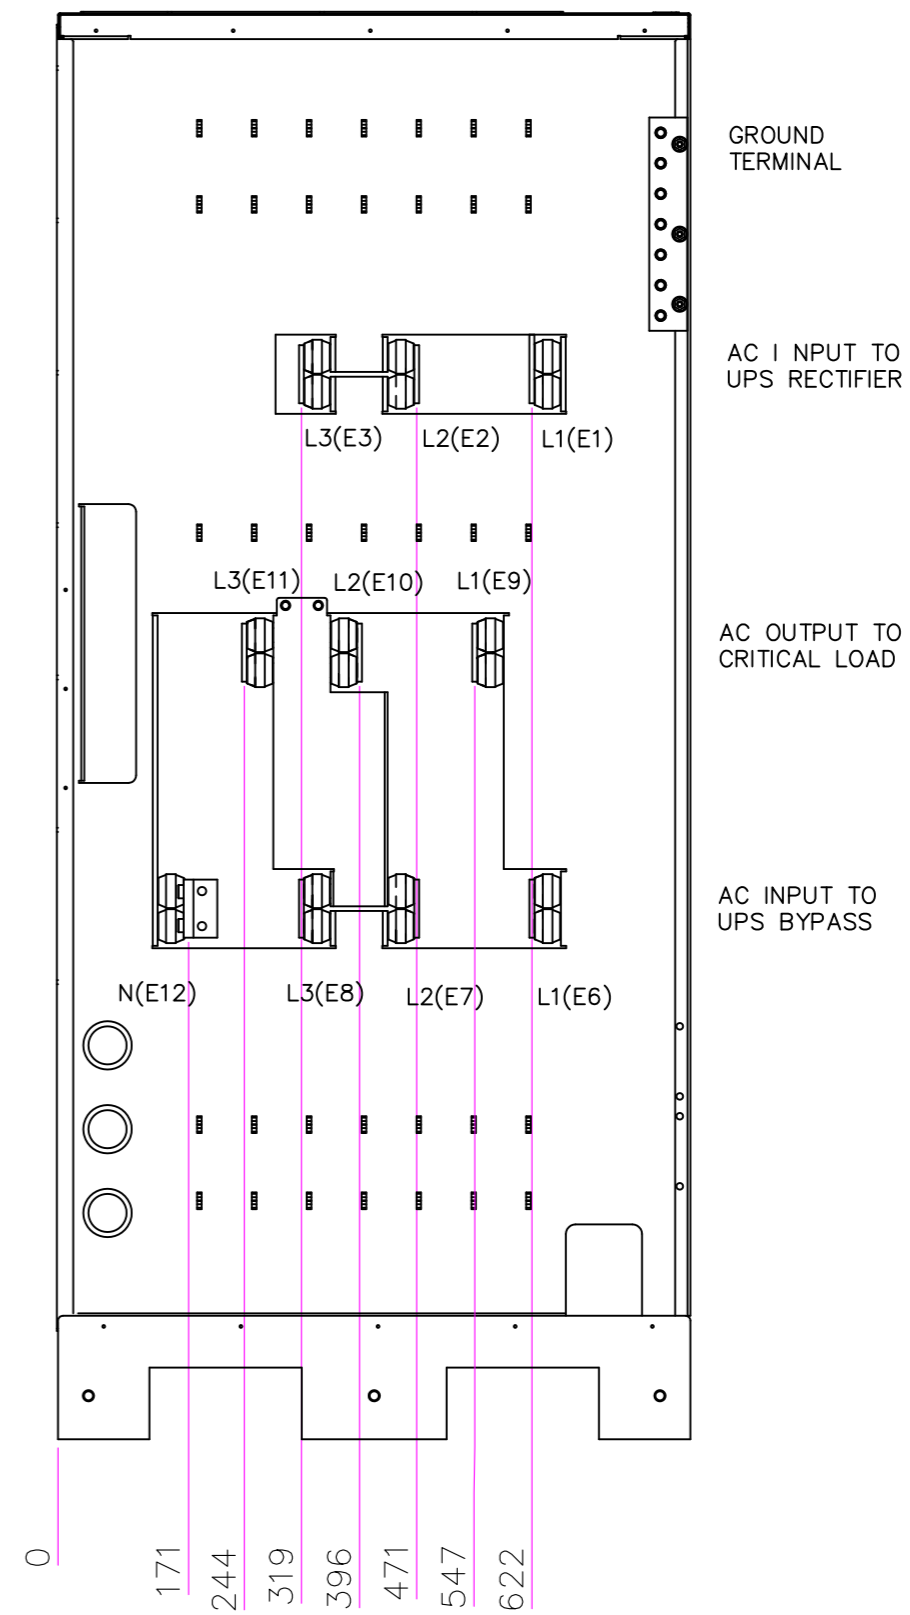 GROUND
TERMINAL
AC I NPUT TO
UPS RECTIFIER
L3(E3)
L2(E2)
L1(E1)
L3(E11)
L2(E10)
L1(E9)
AC OUTPUT TO
CRITICAL LOAD
AC INPUT TO
UPS BYPASS
N(E12)
L3(E8)
L2(E7)
L1(E6)
0
171
244
319
396
471
547
622